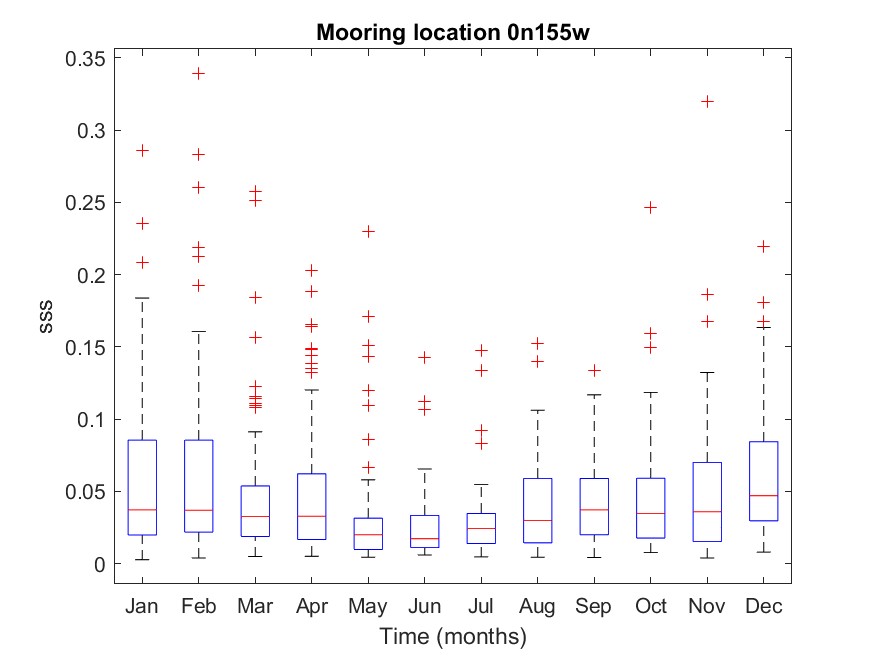 Mooring location 0n155w
0.35
0.3
0.25
0.2
0.15
0.1
0.05
0
sss
Jan Feb Mar Apr May Jun Jul Aug Sep Oct Nov Dec
Time (months)